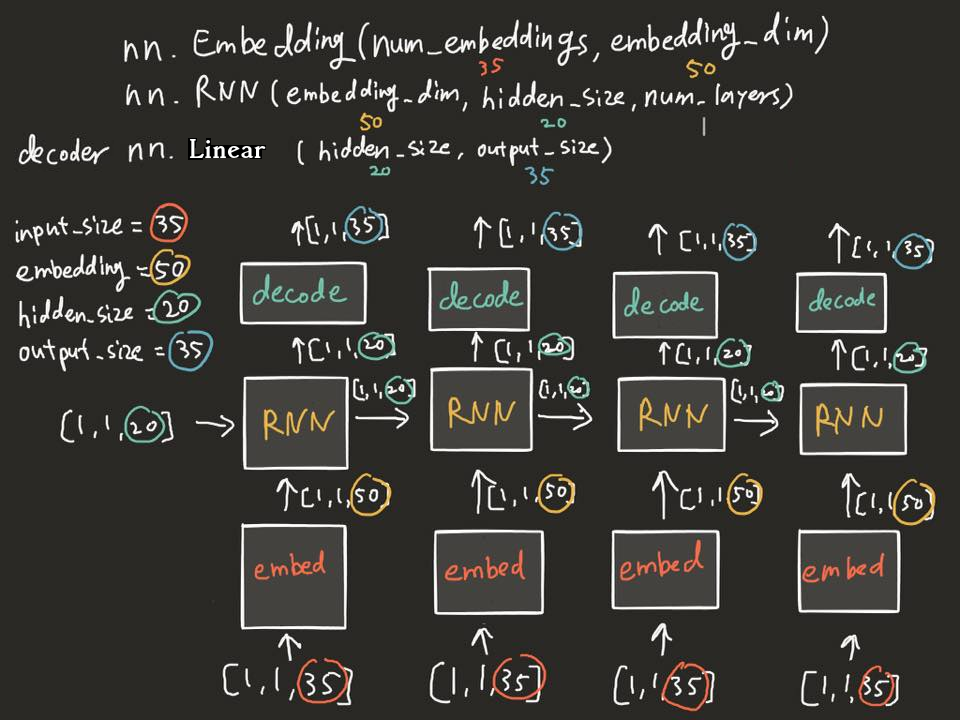 nn. Embedding (num_embeddings, embedding_dim)
35 50
nn. RNN (embedding_dim, hidden_size, num_layers)
50 20 1
decoder nn. Linear (hidden_size, output_size)
20 35
input_size = 35
embedding = 50
hidden_size = 20
output_size = 35
[1,1,35] [1,1,35] [1,1,35] [1,1,35]
decode decode decode decode
[1,1,20] [1,1,20] [1,1,20] [1,1,20]
[1,1,20] [1,1,20] [1,1,20]
[1,1,20] RNN RNN RNN RNN
[1,1,50] [1,1,50] [1,1,50] [1,1,50]
embed embed embed embed
[1,1,35] [1,1,35] [1,1,35] [1,1,35]